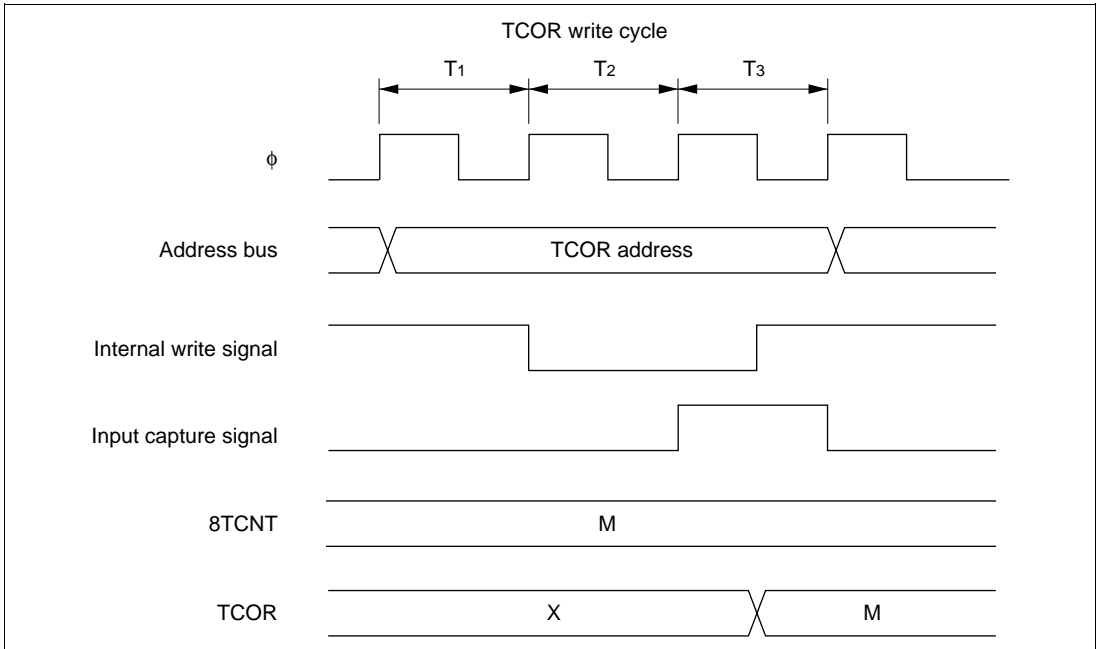 TCOR write cycle
T1 T2 T3
φ
Address bus TCOR address
Internal write signal
Input capture signal
8TCNT M
TCOR X M